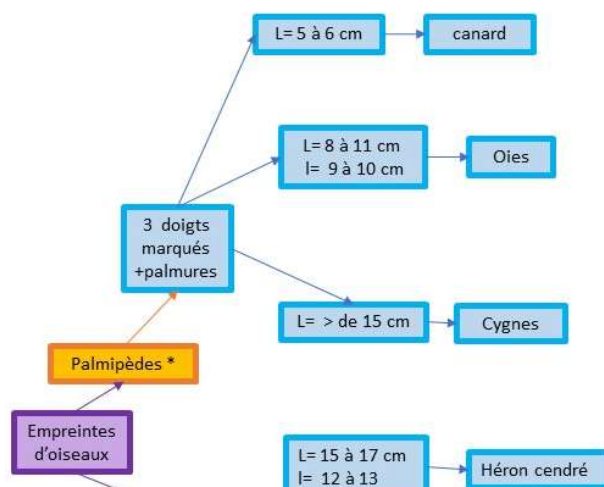 L= 5 à 6 cm
canard
L= 8 à 11 cm
l=  9 à 10 cm
Oies
3  doigts
marqués
+palmures
L=  > de 15 cm
Cygnes
Palmipèdes *
Empreintes
d'oiseaux
L= 15 à 17 cm
l=  12 à 13
Héron cendré